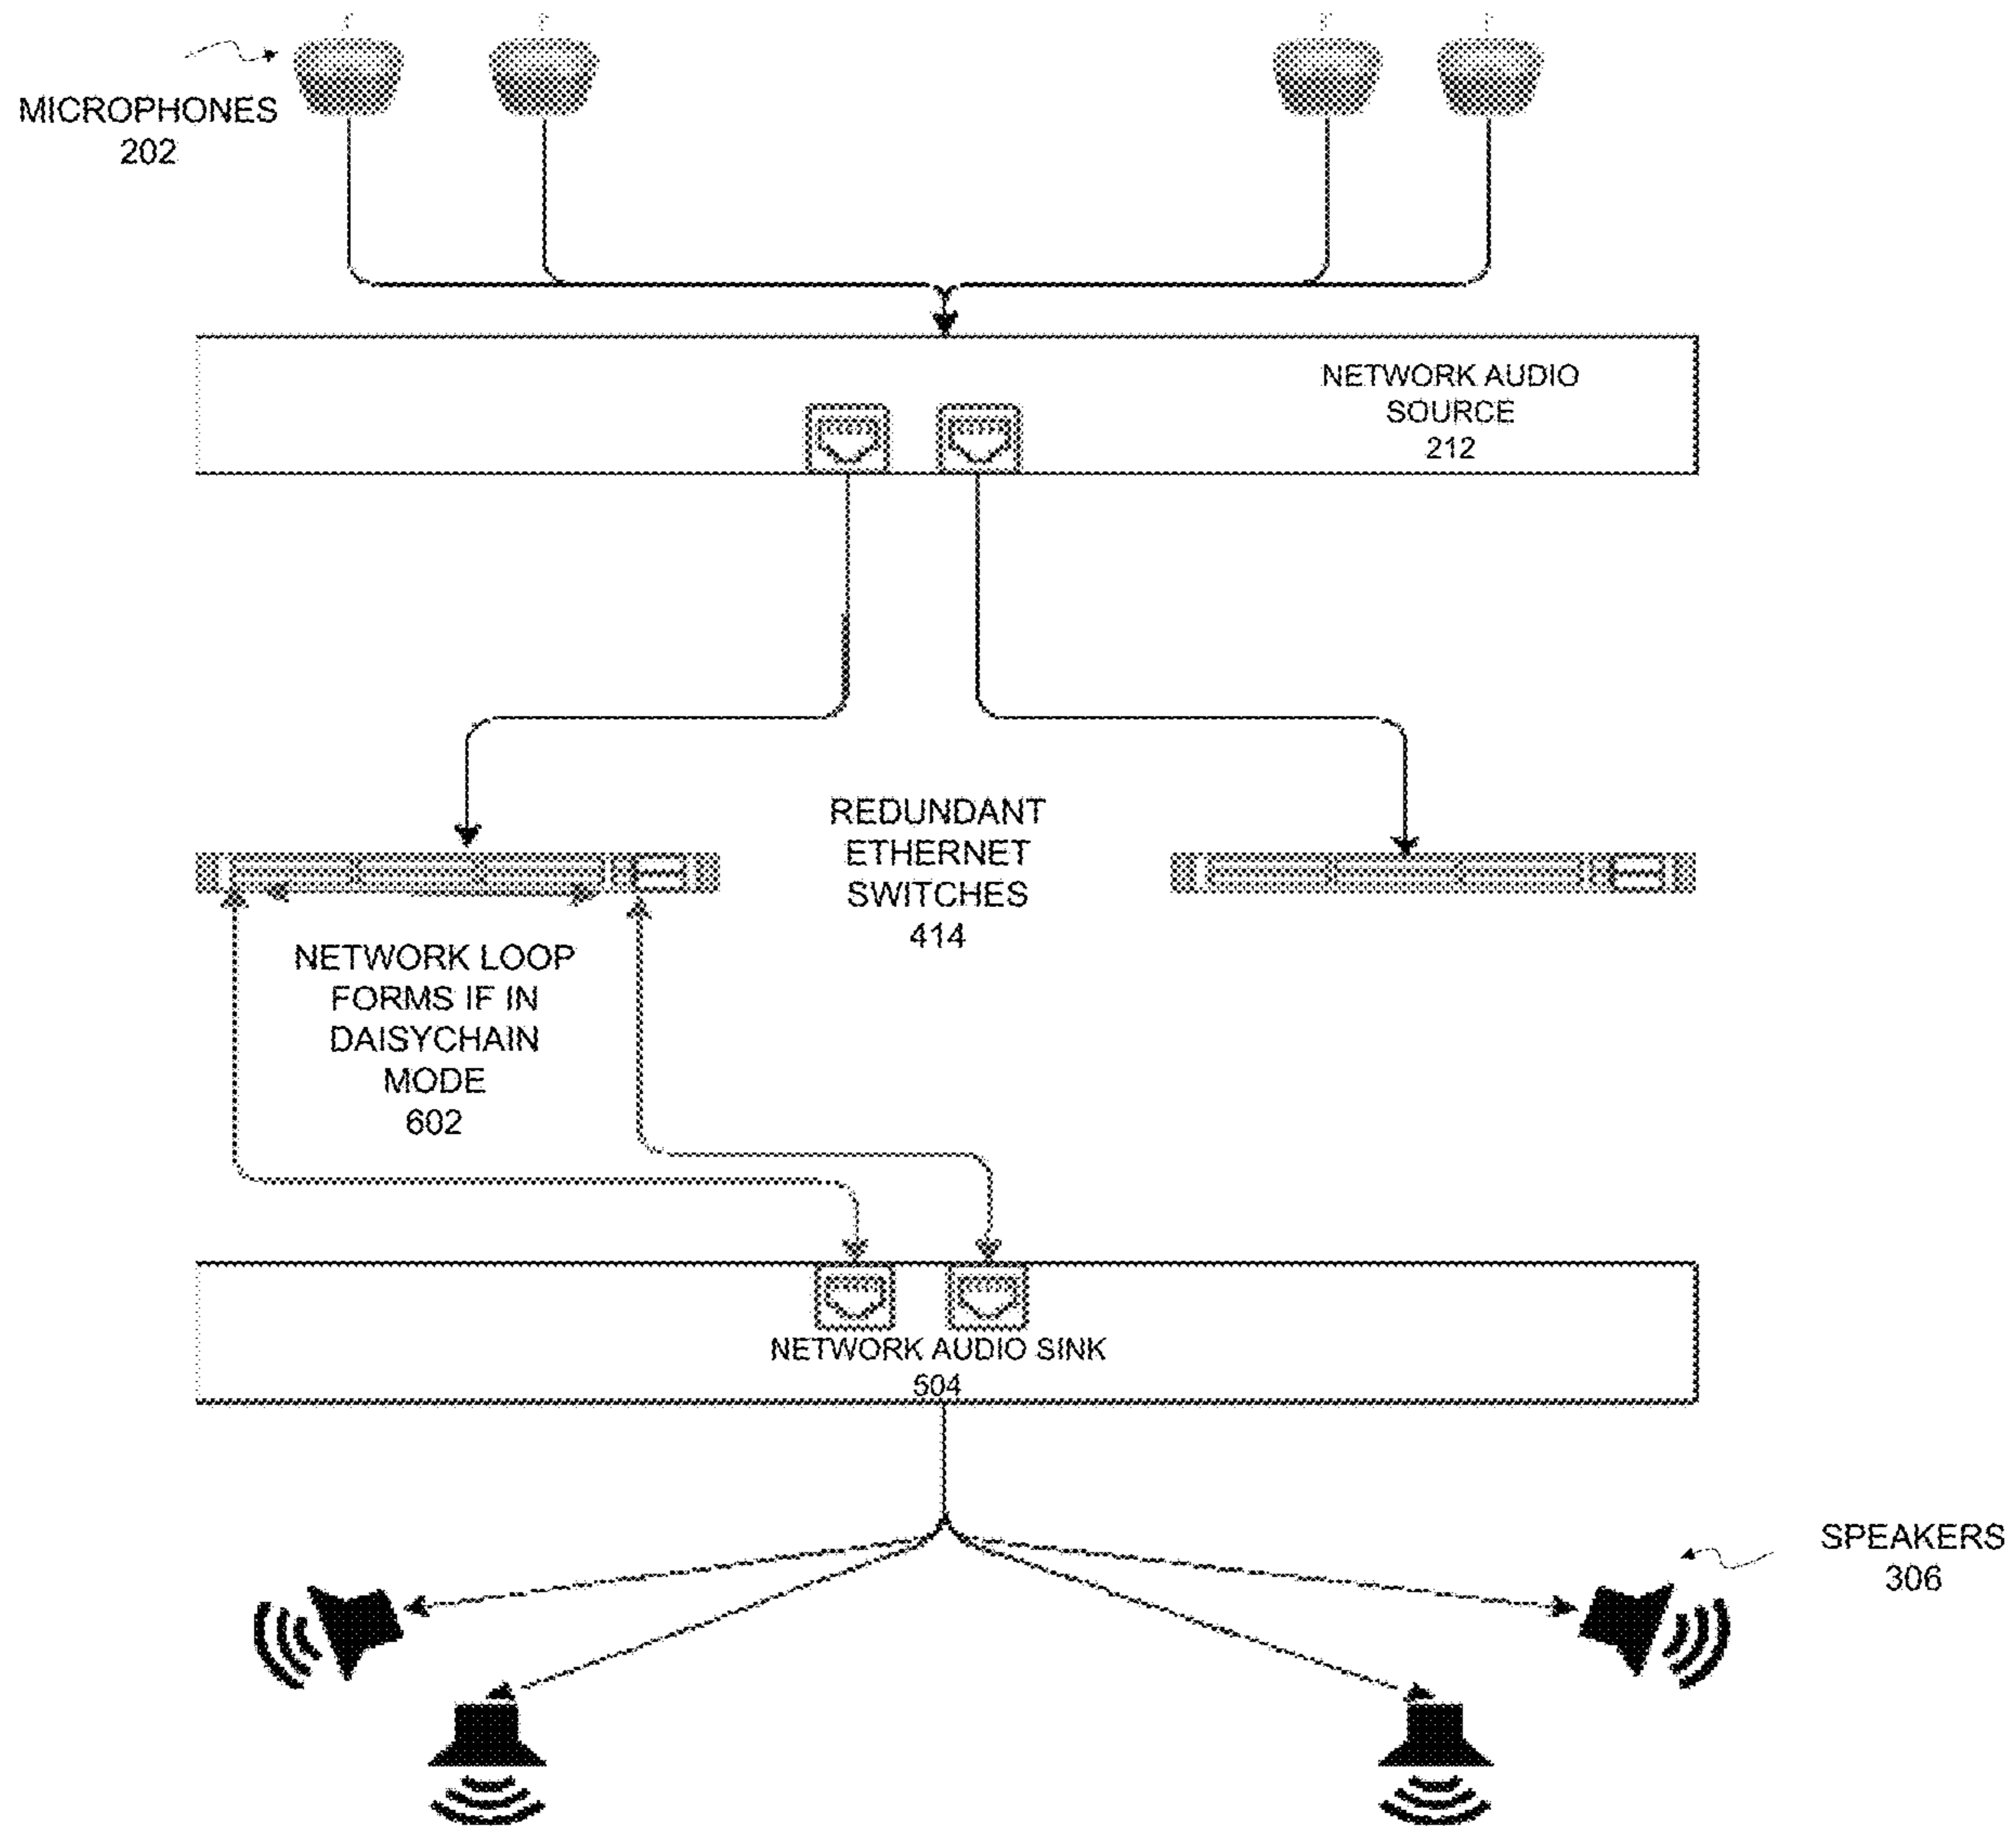 MICROPHONES
202
NETWORK AUDIO
SOURCE
212
REDUNDANT
ETHERNET
SWITCHES
414
NETWORK LOOP
FORMS IF IN
DAISYCHAIN
MODE
602
NETWORK AUDIO SINK
504
SPEAKERS
306